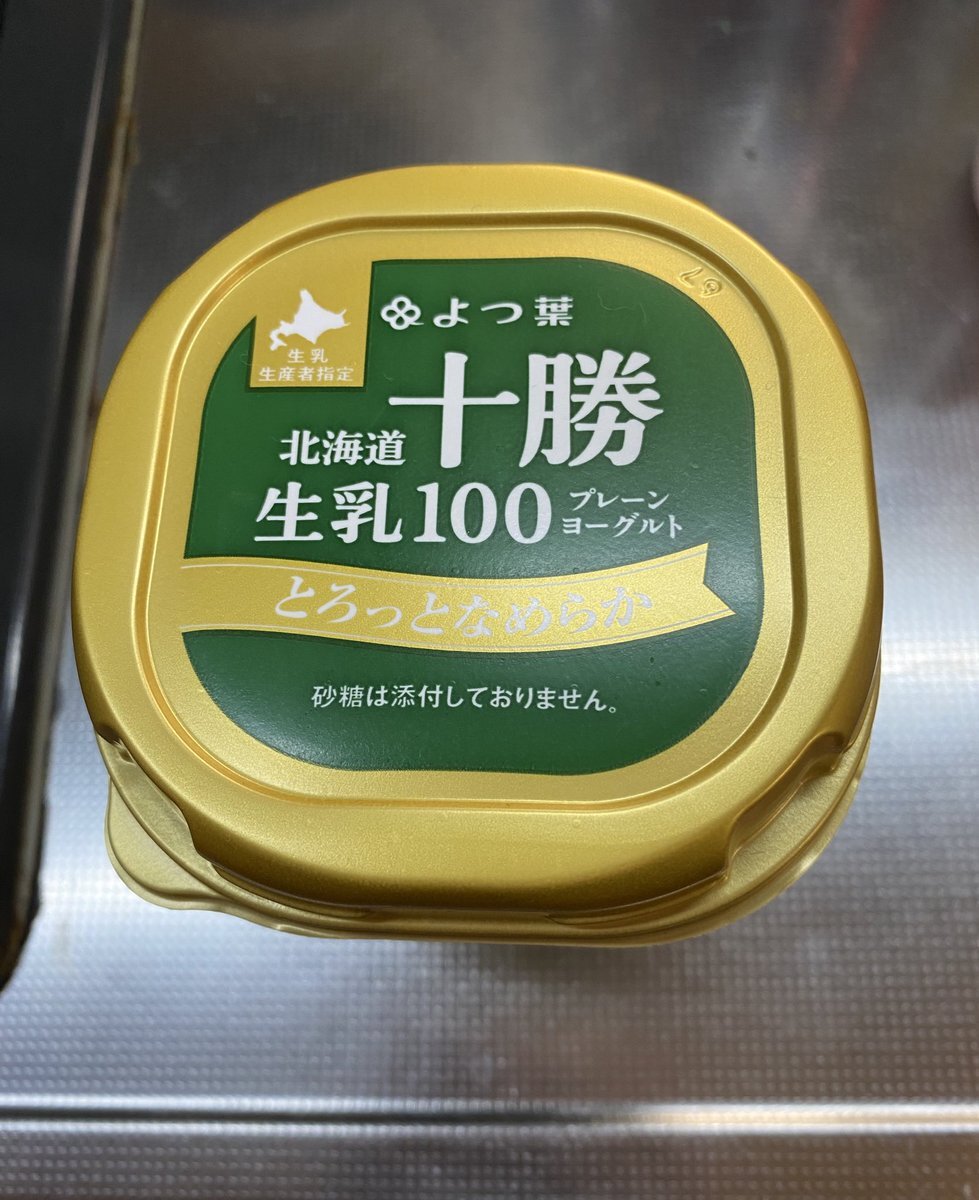 よつ葉
生乳
生産者指定
北海道十勝
生乳100
プレーン
ヨーグルト
とろっとなめらか
砂糖は添付しておりません。